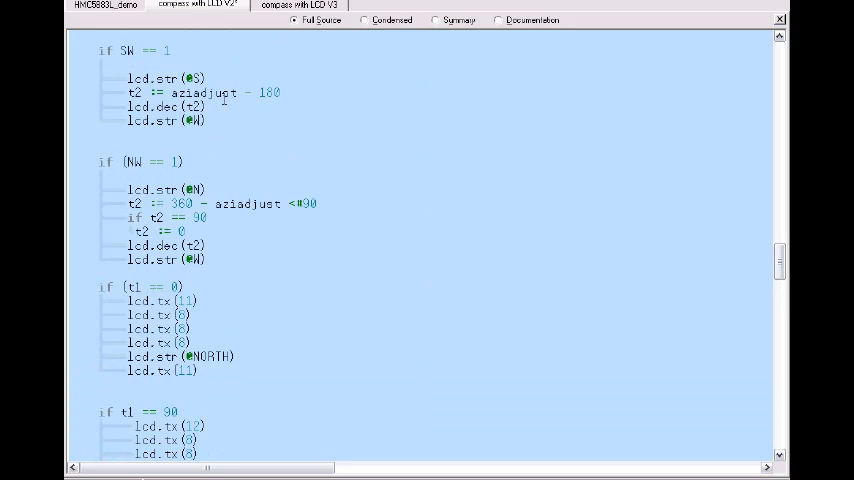 HMC5883L_demo compass with LCD V2* compass with LCD V3
Full Source Condensed Summary Documentation
if SW == 1
lcd.str(@S)
t2 := aziadjust - 180
lcd.dec(t2)
lcd.str(@W)
if (NW == 1)
lcd.str(@N)
t2 := 360 - aziadjust <#90
if t2 == 90
t2 := 0
lcd.dec(t2)
lcd.str(@W)
if (t1 == 0)
lcd.tx(11)
lcd.tx(8)
lcd.tx(8)
lcd.tx(8)
lcd.str(@NORTH)
lcd.tx(11)
if t1 == 90
lcd.tx(12)
lcd.tx(8)
lcd.tx(8)